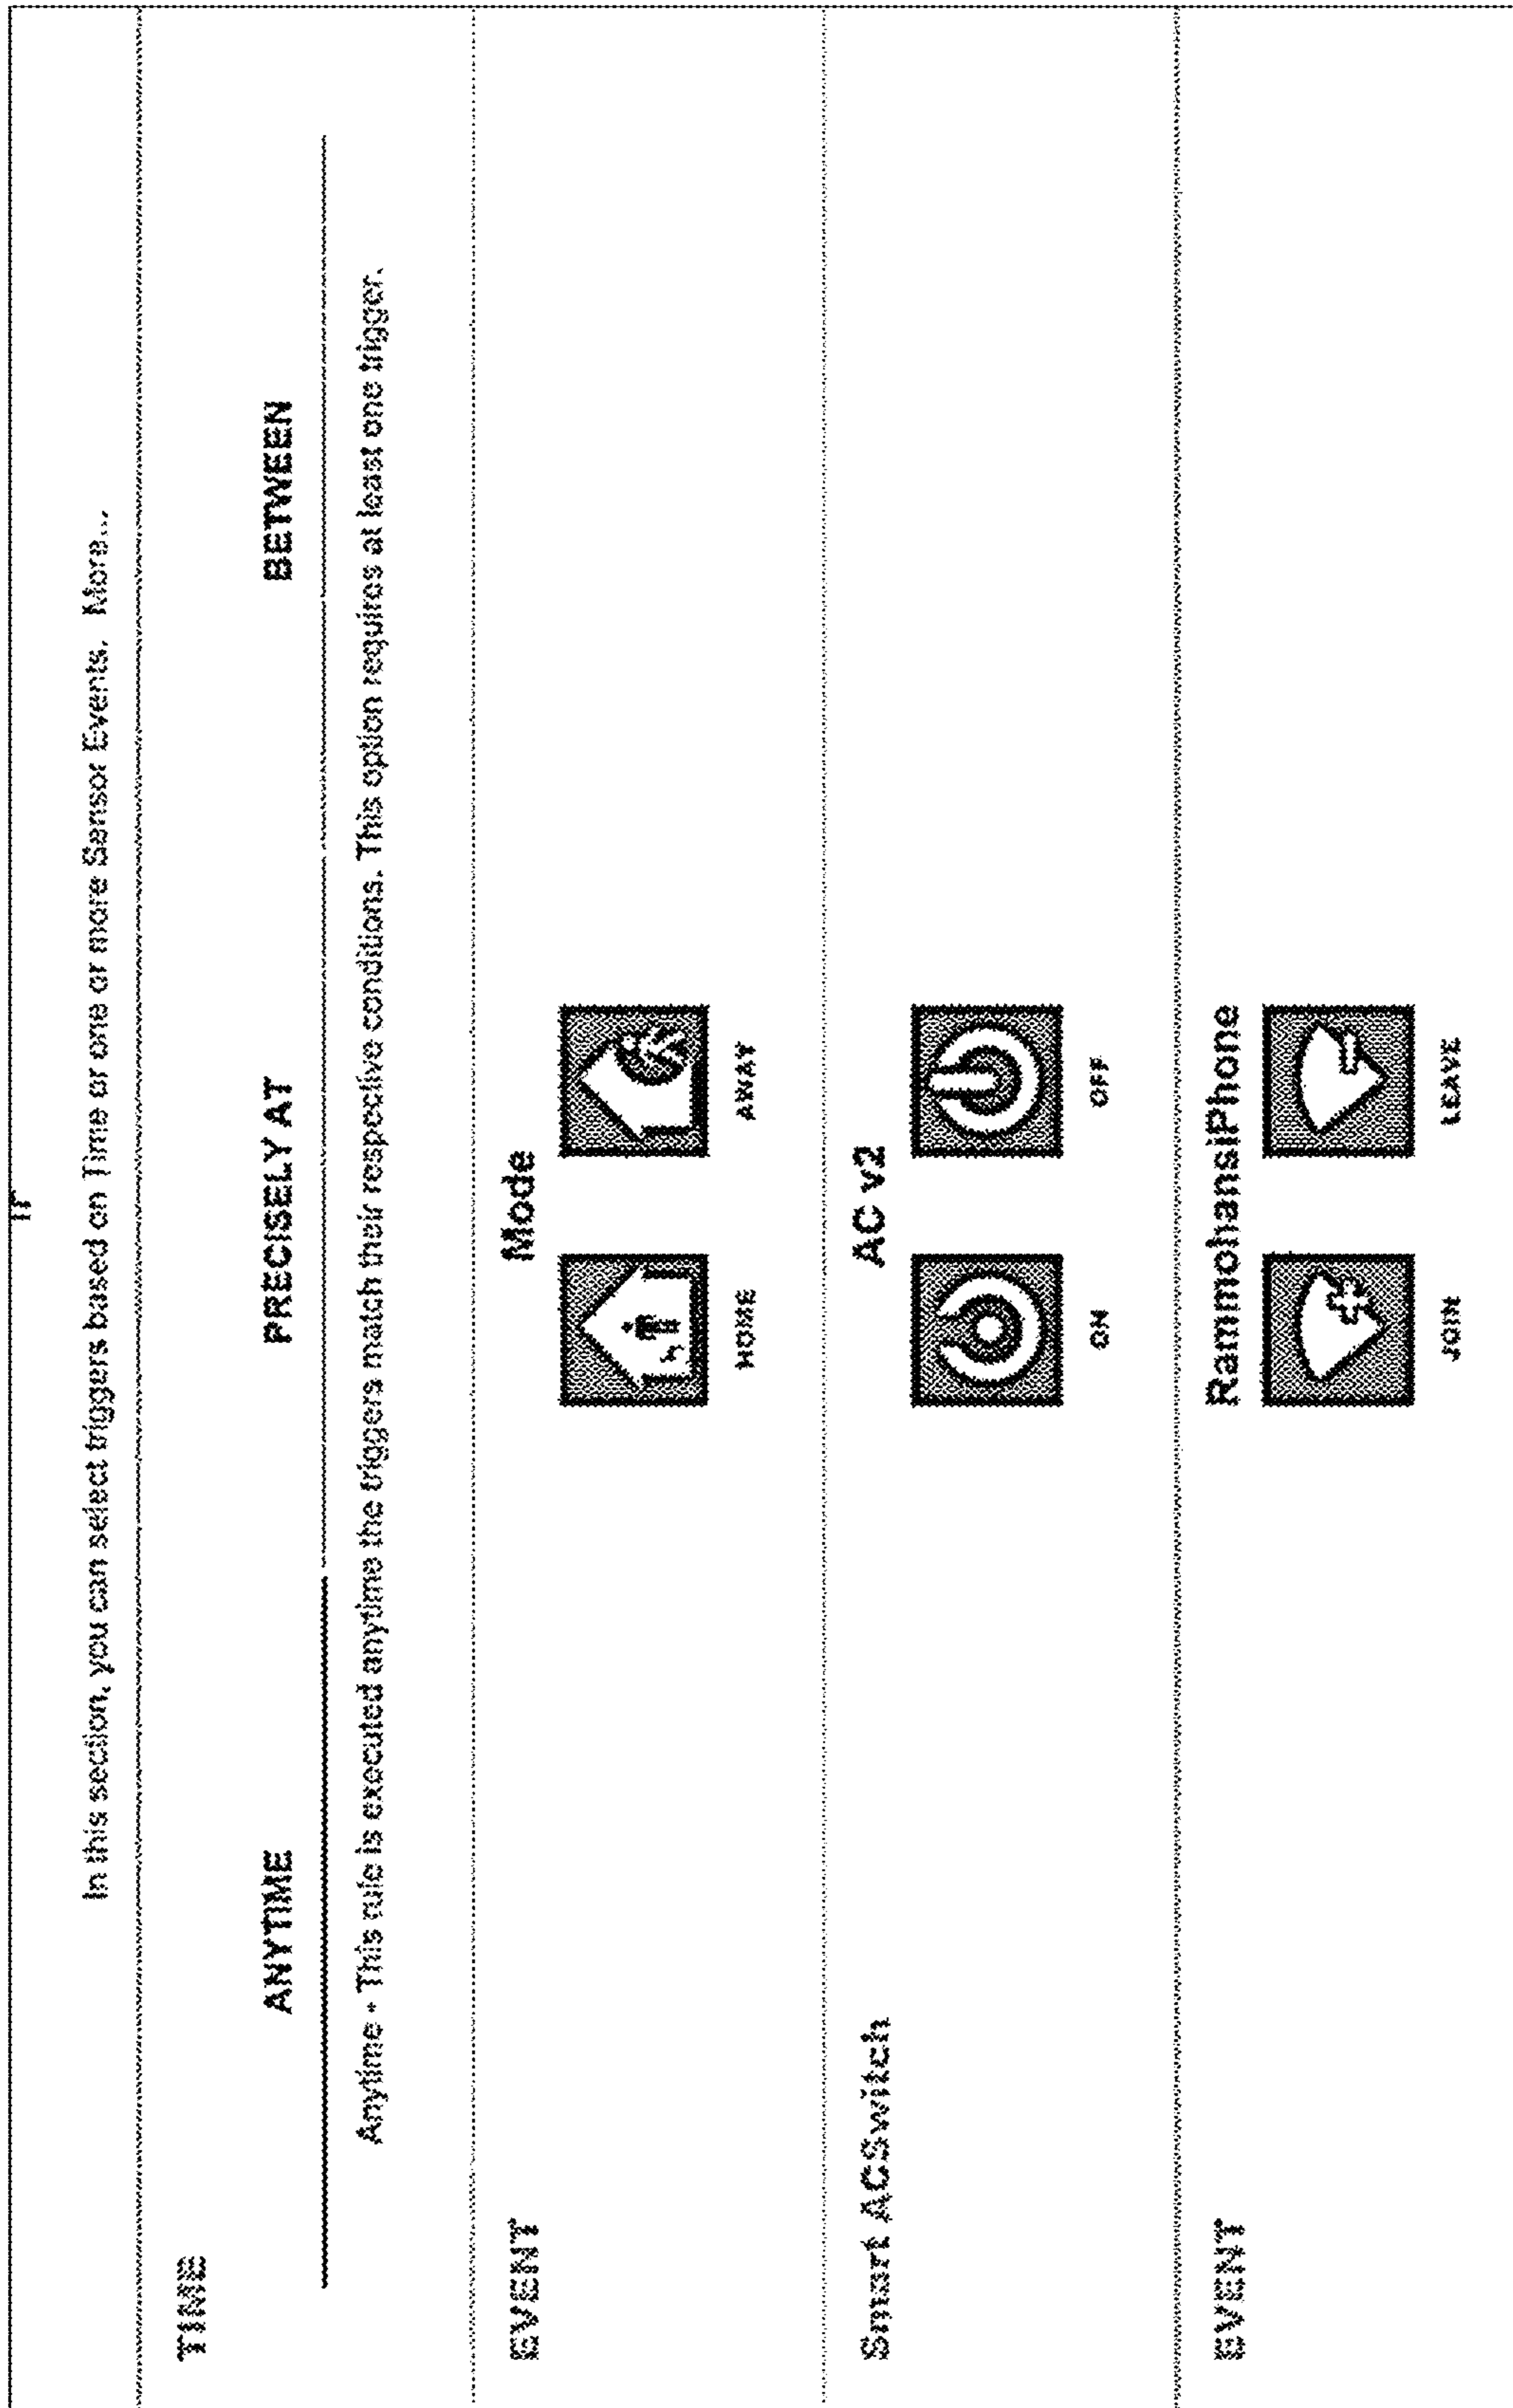 In this section, you can select triggers based on Time or one or more Sensor Events. More...
TIME
ANYTIME PRECISELY AT BETWEEN
Anytime - This rule is executed anytime the triggers match their respective conditions. This option requires at least one trigger.
EVENT
Mode
HOME AWAY
Smart ACSwitch
AC v2
ON OFF
EVENT
RammohansiPhone
JOIN LEAVE